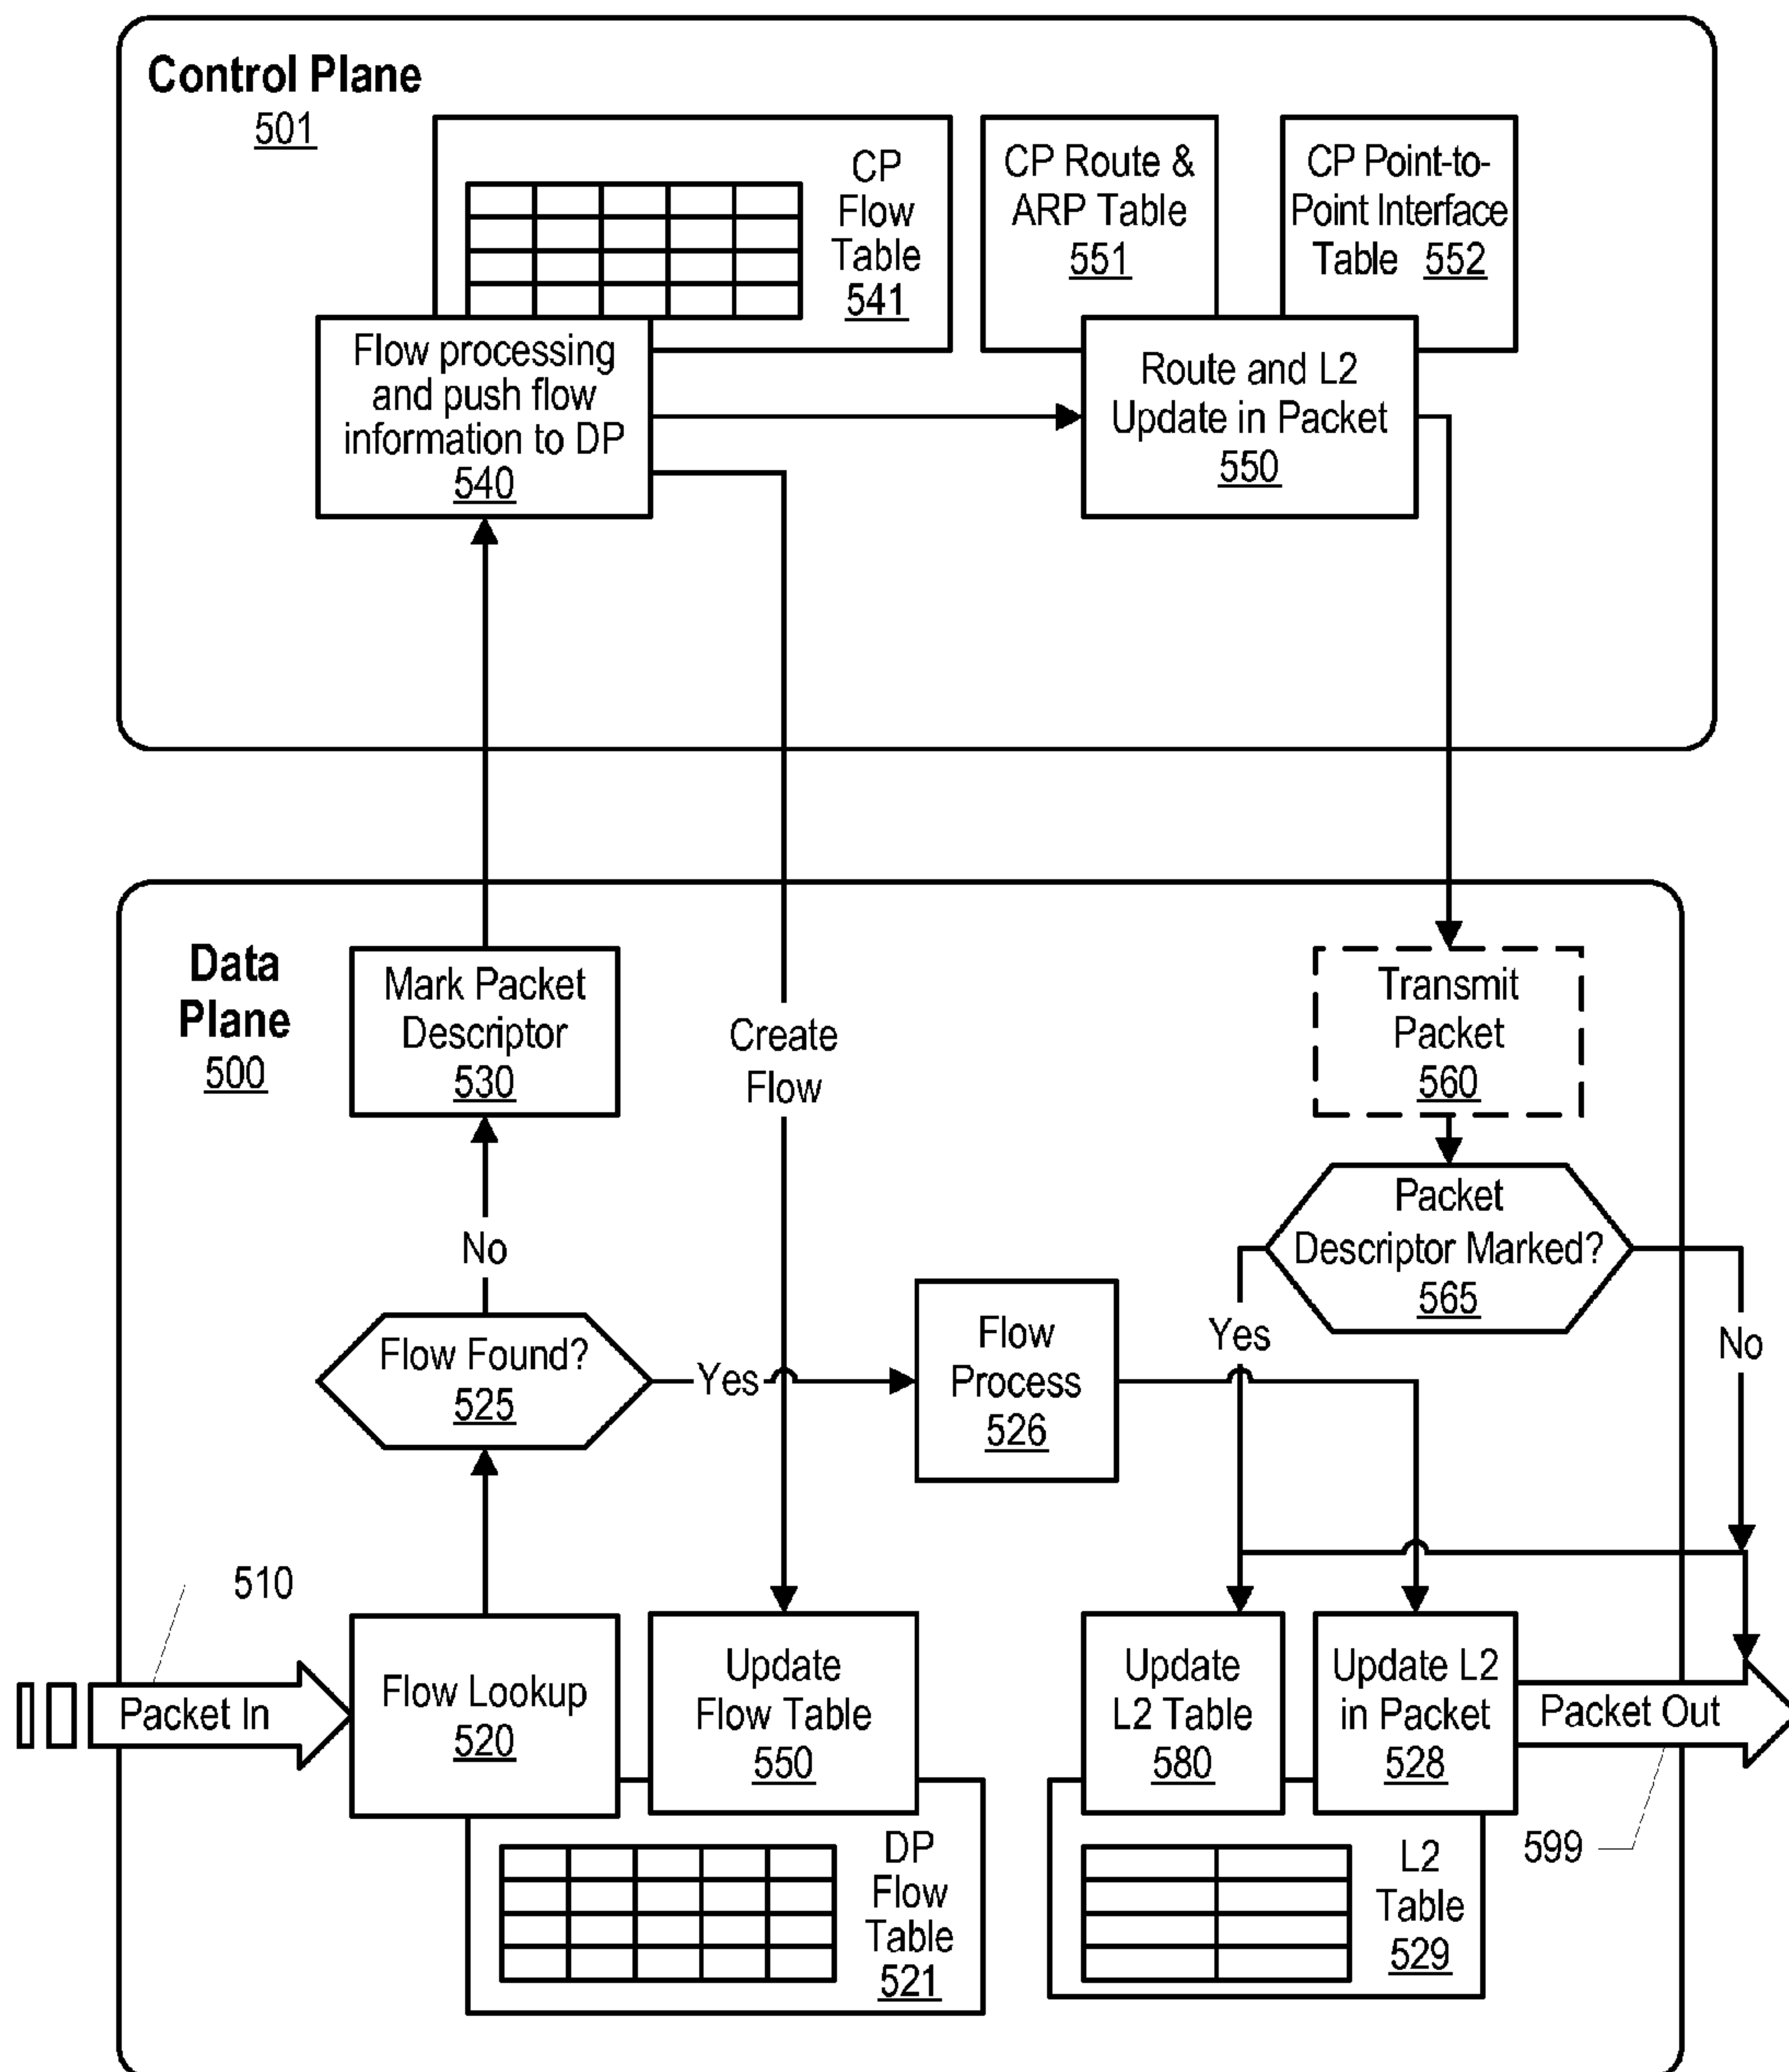 Control Plane
501
CP
Flow
Table
541
CP Route &
ARP Table
551
CP Point-to-
Point Interface
Table 552
Flow processing
and push flow
information to DP
540
Route and L2
Update in Packet
550
Data
Plane
500
Mark Packet
Descriptor
530
Create
Flow
Transmit
Packet
560
Packet
Descriptor Marked?
565
No
Yes
No
Flow Found?
525
Yes
Flow
Process
526
510
Packet In
Flow Lookup
520
Update
Flow Table
550
Update
L2 Table
580
Update L2
in Packet
528
Packet Out
599
DP
Flow
Table
521
L2
Table
529